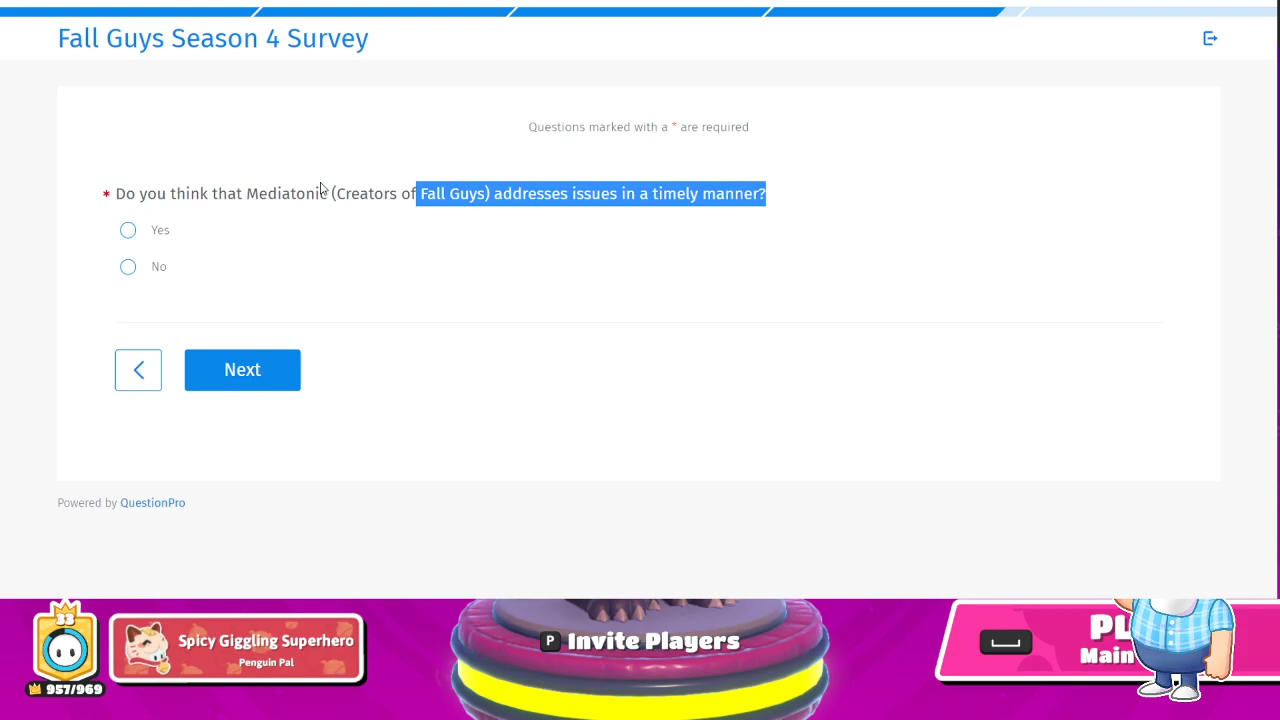 Fall Guys Season 4 Survey
Questions marked with a * are required
* Do you think that Mediatonic (Creators of Fall Guys) addresses issues in a timely manner?
Yes
No
Next
Powered by QuestionPro
33
957/969
Spicy Giggling Superhero
Penguin Pal
P Invite Players
Main